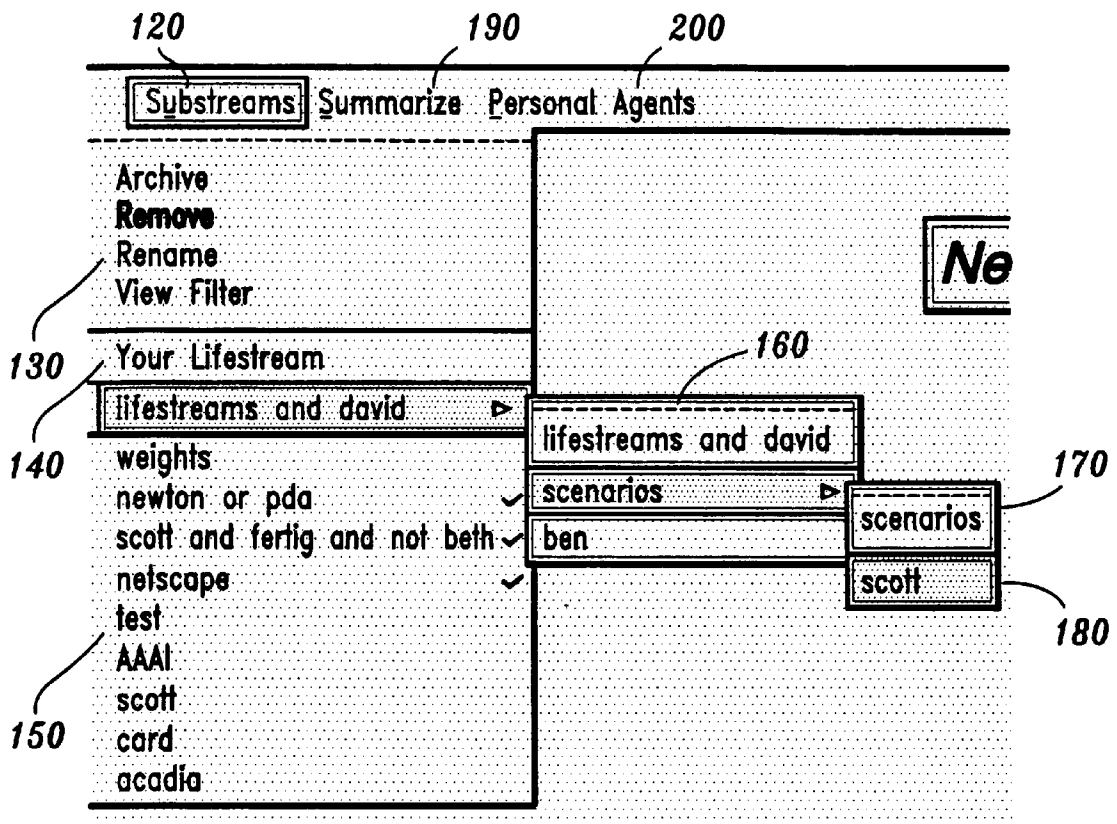 120 190 200
Substreams Summarize Personal Agents
Archive
Remove
Rename
View Filter
Ne
130
Your Lifestream
160
lifestreams and david
lifestreams and david
140
weights
170
newton or pda
scenarios
scenarios
scott and fertig and not beth
ben
netscape
scott
180
test
AAAI
150
scott
card
acadia